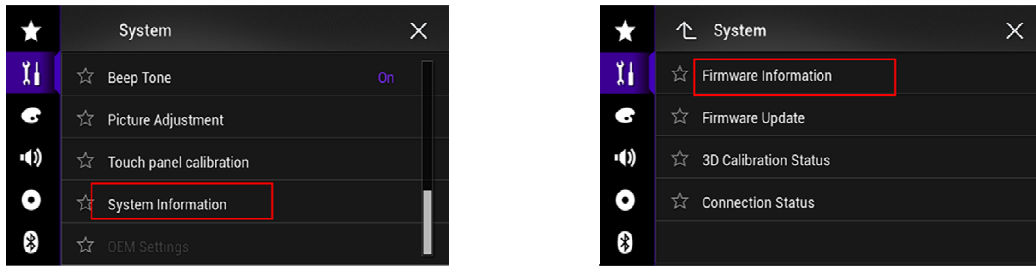 System
Beep Tone On
Picture Adjustment
Touch panel calibration
System Information
OEM Settings
System
Firmware Information
Firmware Update
3D Calibration Status
Connection Status